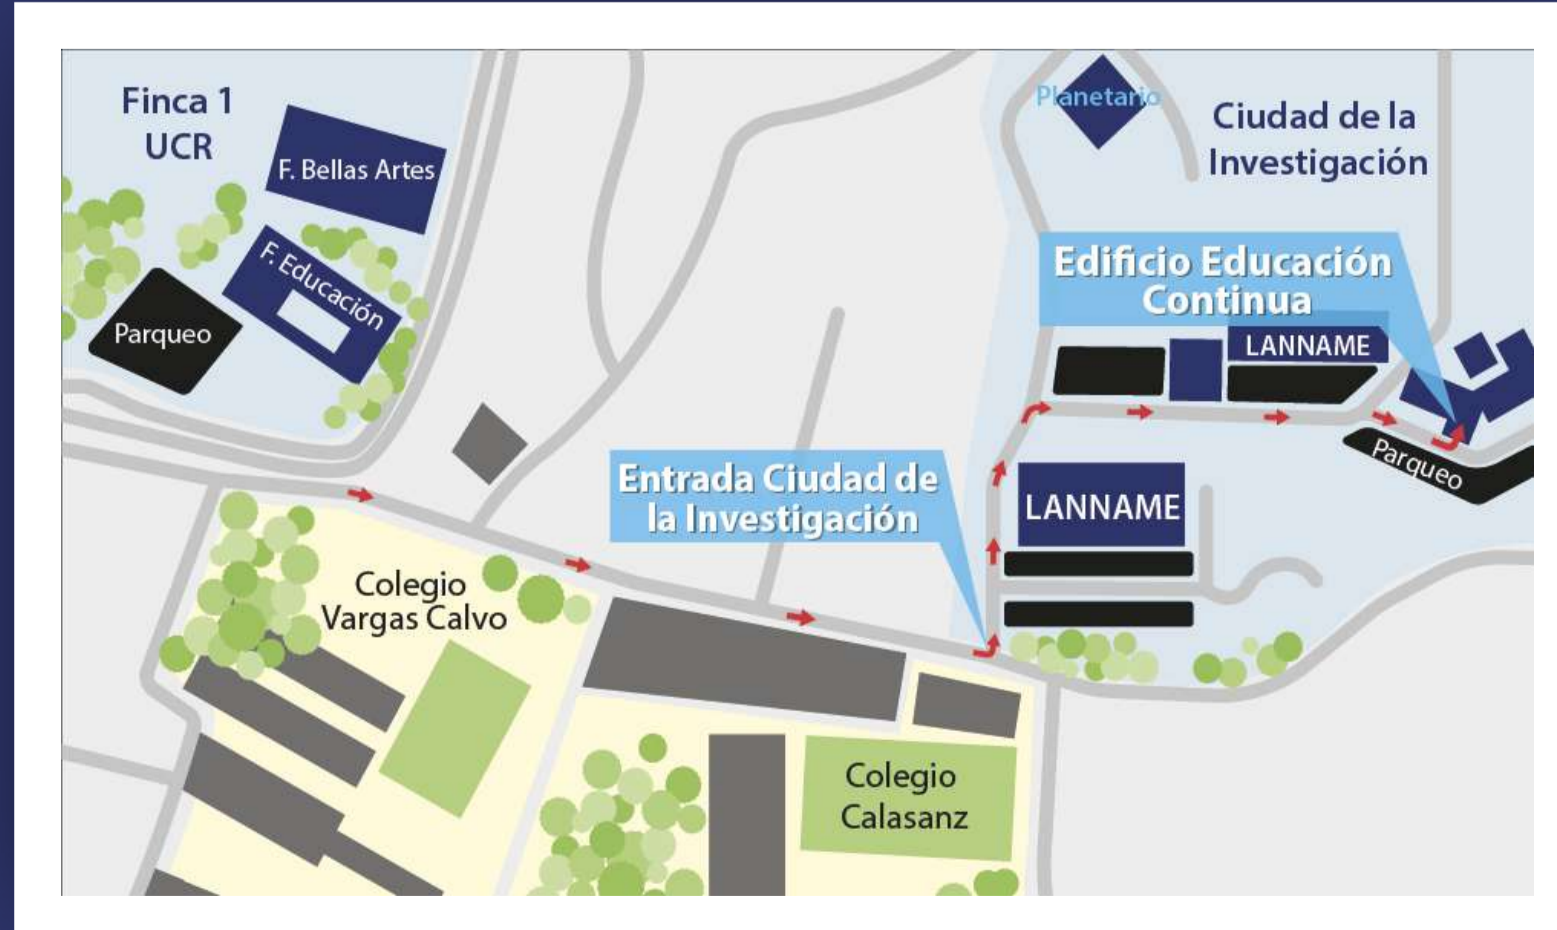 Finca 1
UCR
F. Bellas Artes
F. Educación
Parqueo
Planetario
Ciudad de la
Investigación
Edificio Educación
Continua
LANNAME
Parqueo
Entrada Ciudad de
la Investigación
LANNAME
Colegio
Vargas Calvo
Colegio
Calasanz